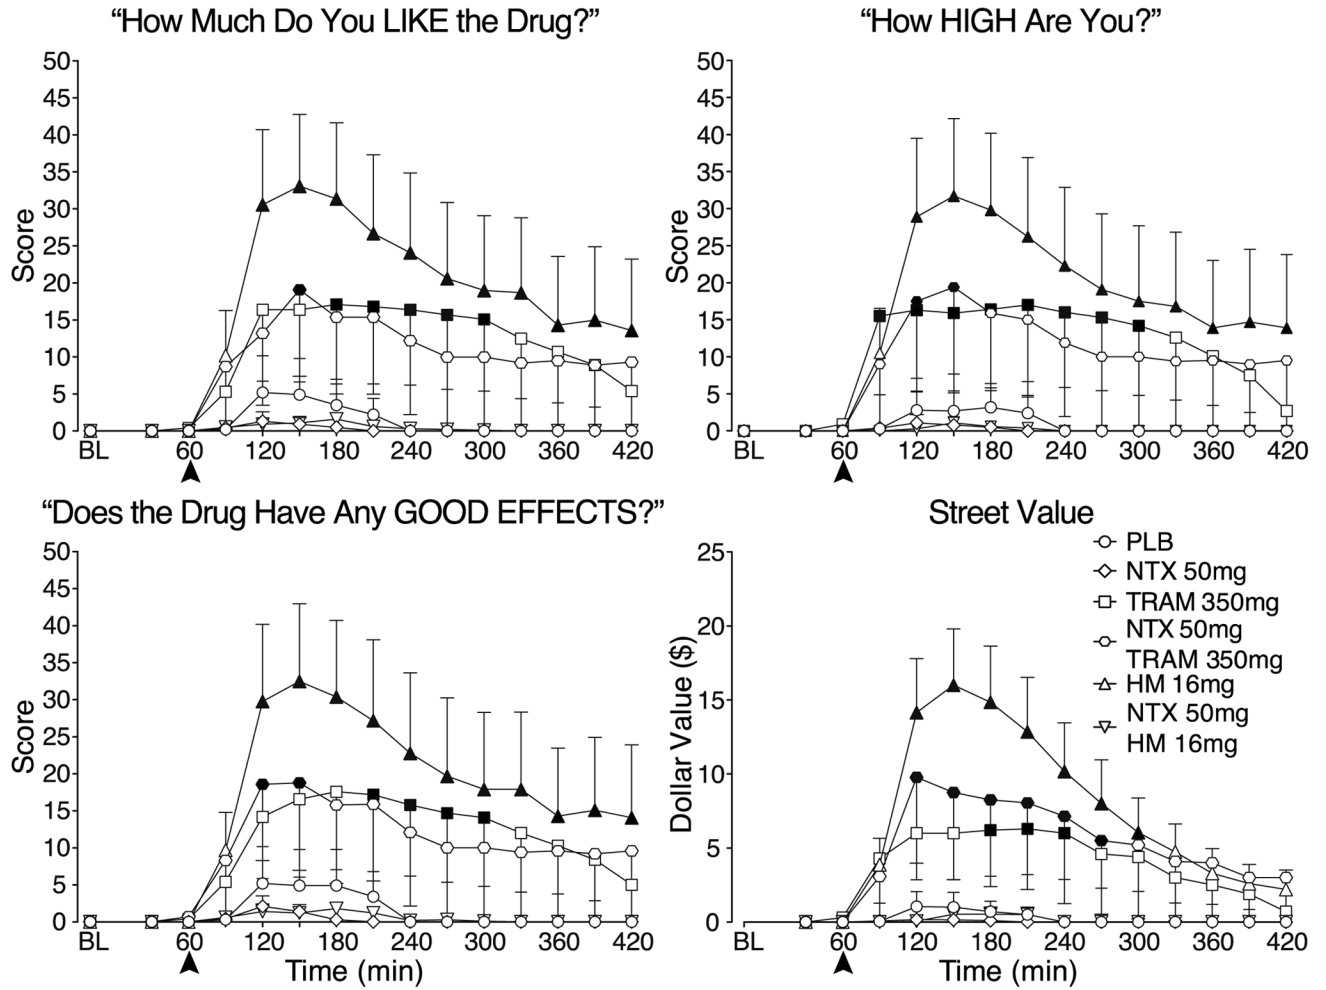 “How Much Do You LIKE the Drug?”
50
45
40
35
30
25
20
15
10
5
0
Score
BL 60 120 180 240 300 360 420
“How HIGH Are You?”
50
45
40
35
30
25
20
15
10
5
0
Score
BL 60 120 180 240 300 360 420
“Does the Drug Have Any GOOD EFFECTS?”
50
45
40
35
30
25
20
15
10
5
0
Score
BL 60 120 180 240 300 360 420
Time (min)
Street Value
25
20
15
10
5
0
Dollar Value ($)
PLB
NTX 50mg
TRAM 350mg
NTX 50mg
TRAM 350mg
HM 16mg
NTX 50mg
HM 16mg
BL 60 120 180 240 300 360 420
Time (min)